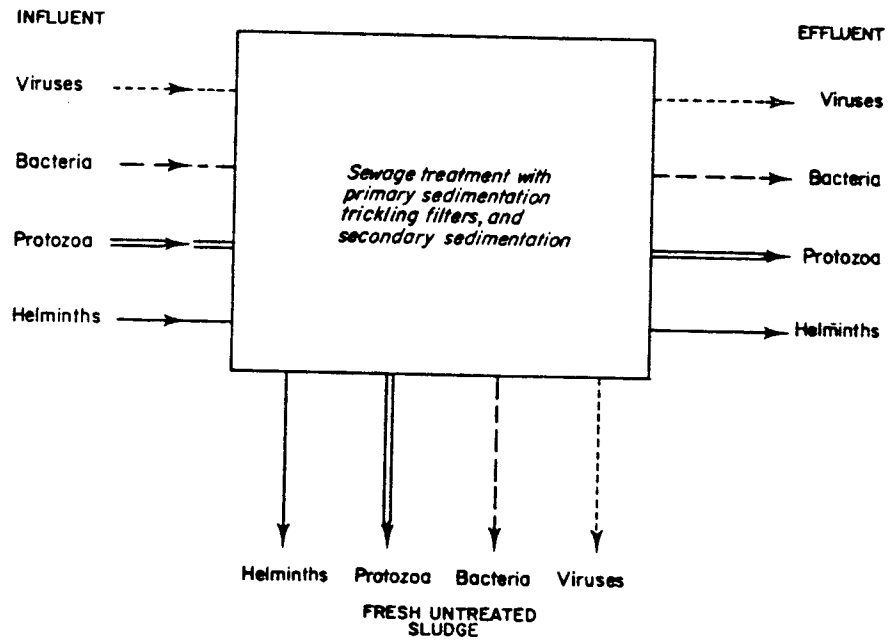 INFLUENT
EFFLUENT
Viruses
Viruses
Bacteria
Bacteria
Protozoa
Protozoa
Helminths
Helminths
Sewage treatment with
primary sedimentation
trickling filters, and
secondary sedimentation
Helminths Protozoa Bacteria Viruses
FRESH UNTREATED
SLUDGE